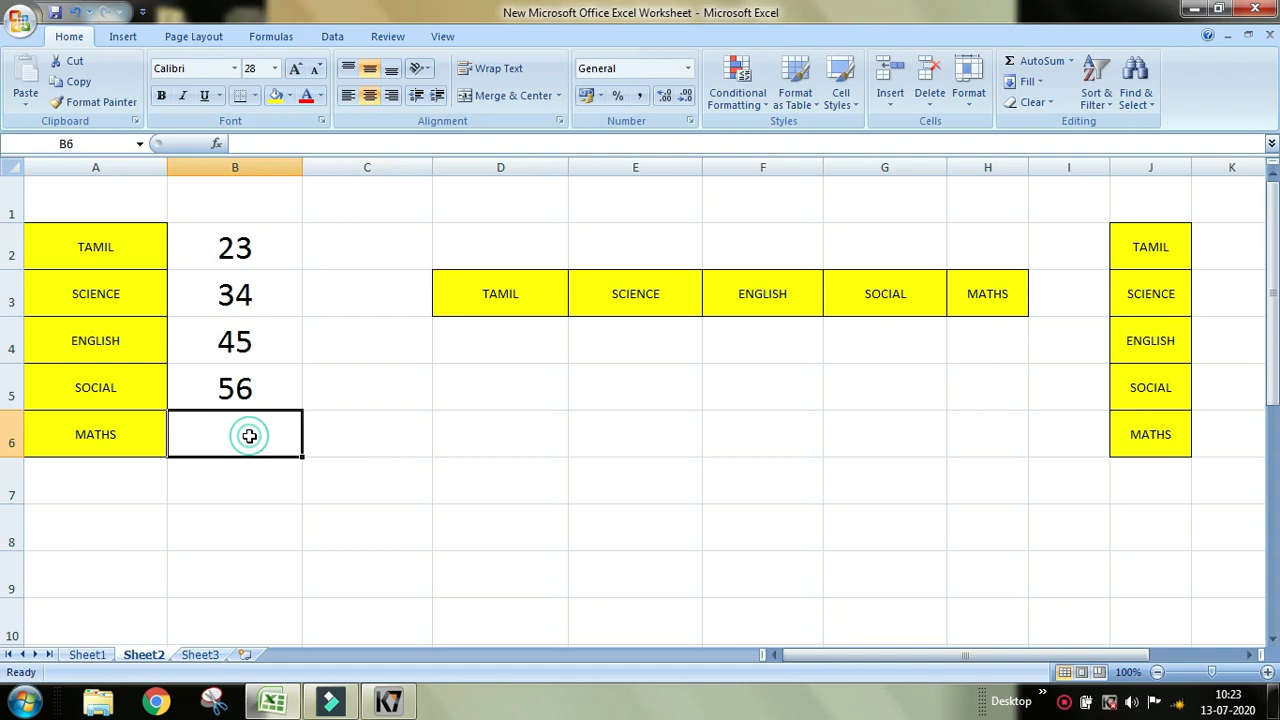 New Microsoft Office Excel Worksheet - Microsoft Excel
Home Insert Page Layout Formulas Data Review View
Paste Cut Copy Format Painter Clipboard
Calibri 28 A A B I U A Font
Wrap Text Merge & Center Alignment
General % , Number
Conditional Formatting Format as Table Cell Styles Styles
Insert Delete Format Cells
Σ AutoSum Fill Clear Sort & Filter Find & Select Editing
B6 fx
A B C D E F G H I J K
1
2 TAMIL 23 TAMIL
3 SCIENCE 34 TAMIL SCIENCE ENGLISH SOCIAL MATHS SCIENCE
4 ENGLISH 45 ENGLISH
5 SOCIAL 56 SOCIAL
6 MATHS MATHS
7
8
9
10
Sheet1 Sheet2 Sheet3
Ready 100%
K7 Desktop 10:23
13-07-2020